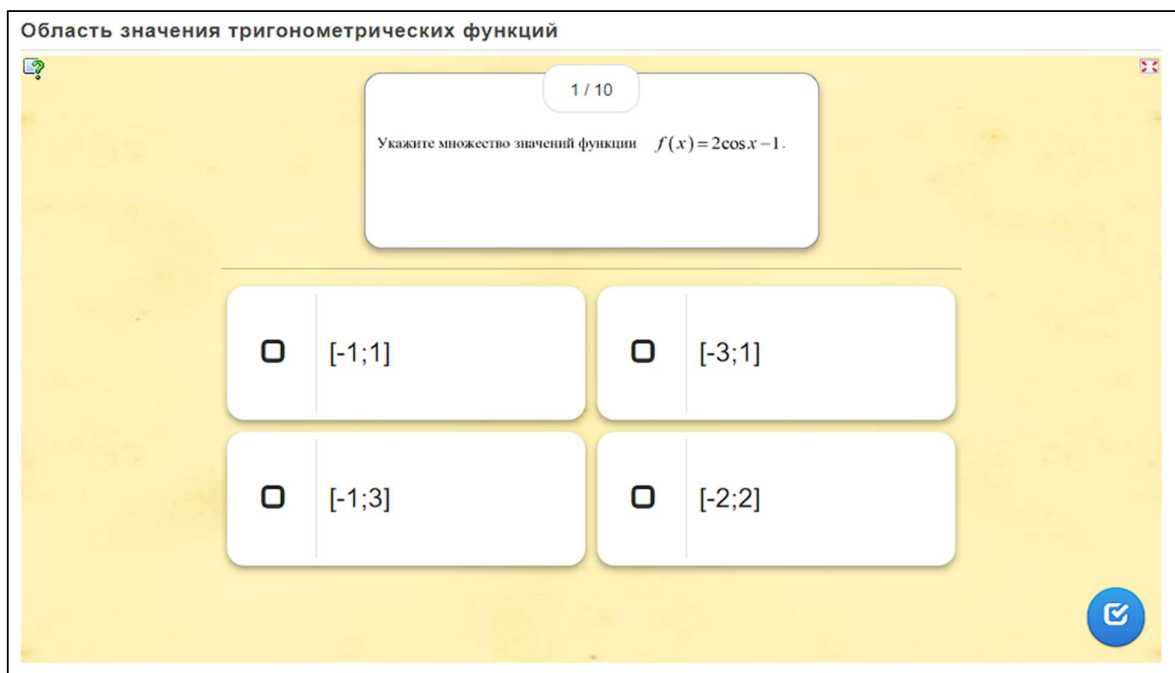 Область значения тригонометрических функций
1 / 10
Укажите множество значений функции f(x)=2cosx−1.
[-1;1]
[-3;1]
[-1;3]
[-2;2]